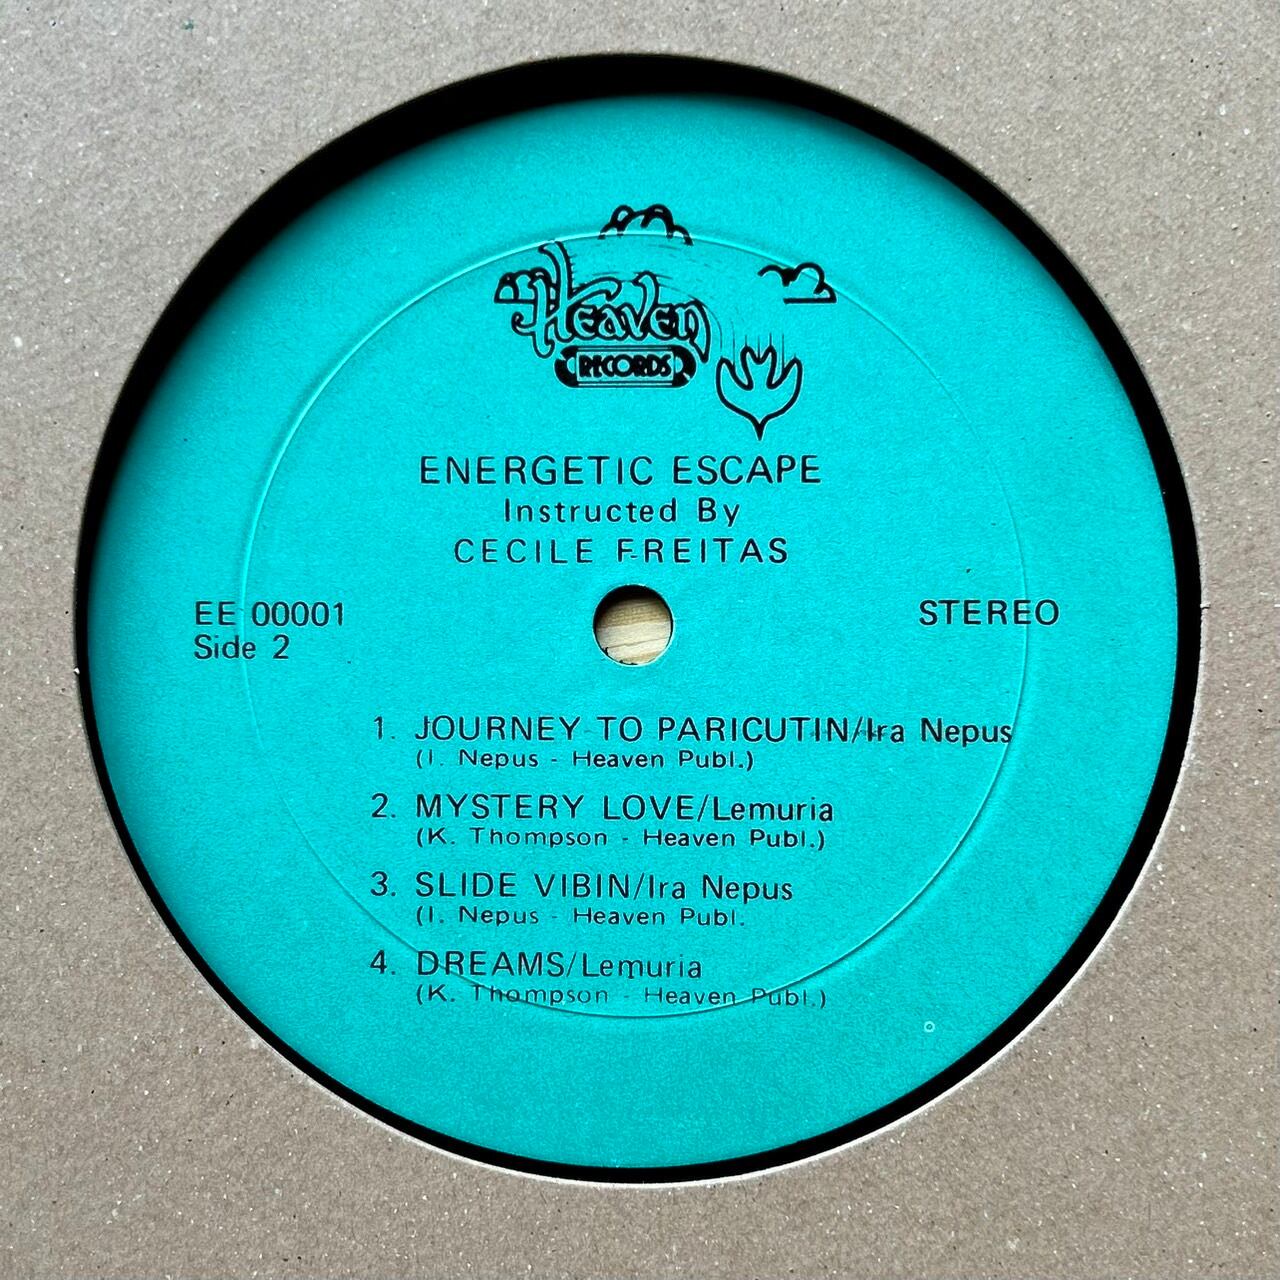 Heaven
RECORDS
ENERGETIC ESCAPE
Instructed By
CECILE FREITAS
EE 00001
Side 2
STEREO
1. JOURNEY TO PARICUTIN/Ira Nepus
(I. Nepus - Heaven Publ.)
2. MYSTERY LOVE/Lemuria
(K. Thompson - Heaven Publ.)
3. SLIDE VIBIN/Ira Nepus
(I. Nepus - Heaven Publ.
4. DREAMS/Lemuria
(K. Thompson - Heaven Publ.)